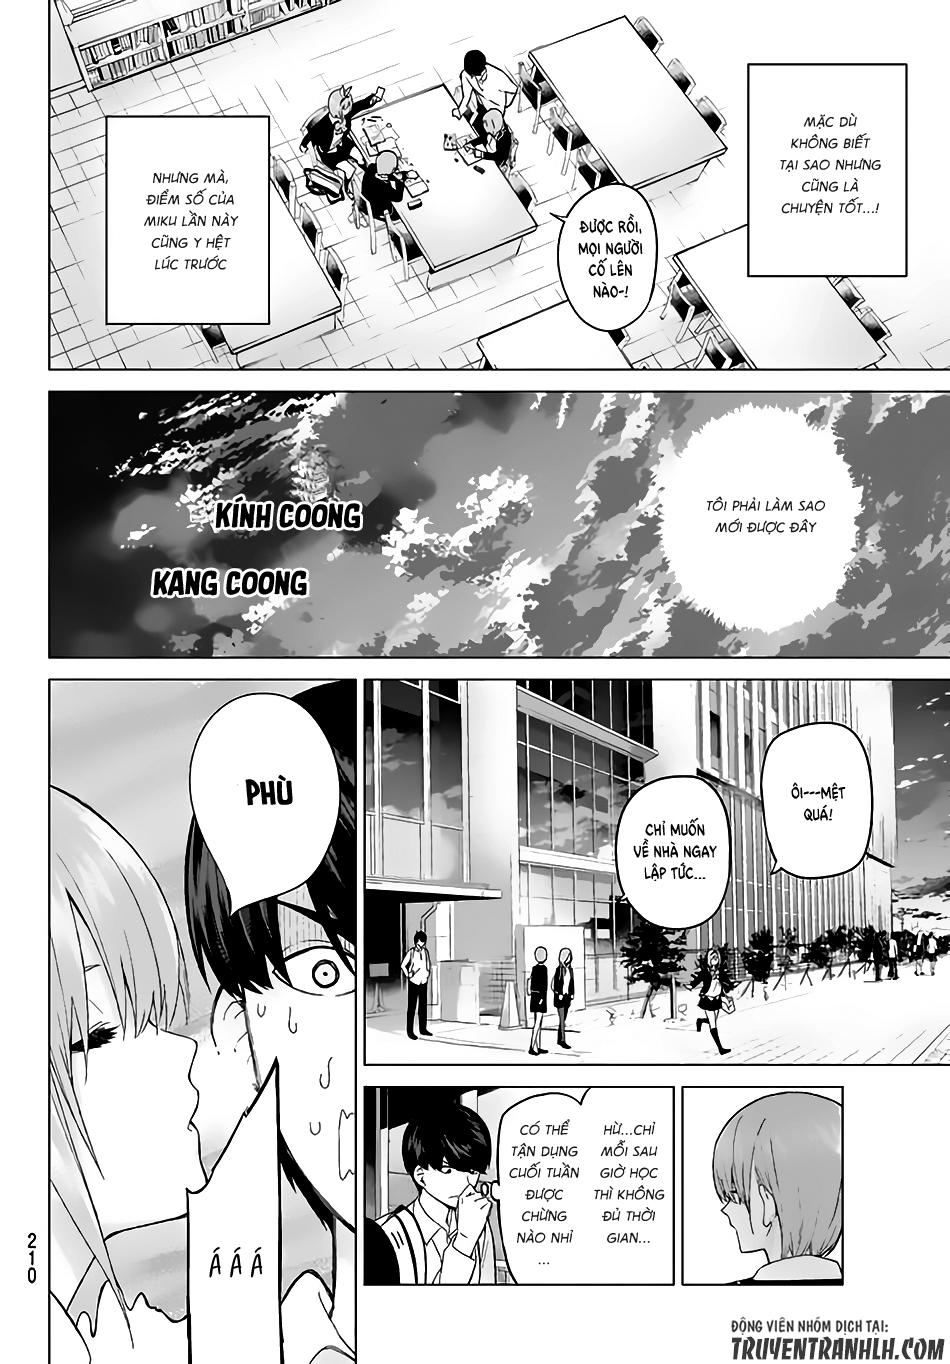 MẶC DÙ
KHÔNG BIẾT
TẠI SAO NHƯNG
CŨNG LÀ
CHUYỆN TỐT...!
ĐƯỢC RỒI,
MỌI NGƯỜI
CỐ LÊN
NÀO-!
NHƯNG MÀ,
ĐIỂM SỐ CỦA
MIKU LẦN NÀY
CŨNG Y HỆT
LÚC TRƯỚC
TÔI PHẢI LÀM SAO
MỚI ĐƯỢC ĐÂY
KÍNH COONG
KANG COONG
ÔI---MỆT
QUÁ!
CHỈ MUỐN
VỀ NHÀ NGAY
LẬP TỨC...
PHÙ
Á Á Á
HỪ...CHỈ
MỖI SAU
GIỜ HỌC
THÌ KHÔNG
ĐỦ THỜI
GIAN...
CÓ THỂ
TẬN DỤNG
CUỐI TUẦN
ĐƯỢC
CHỪNG
NÀO NHỈ
...
210
ĐỘNG VIÊN NHÓM DỊCH TẠI:
TRUYENTRANHLH.COM